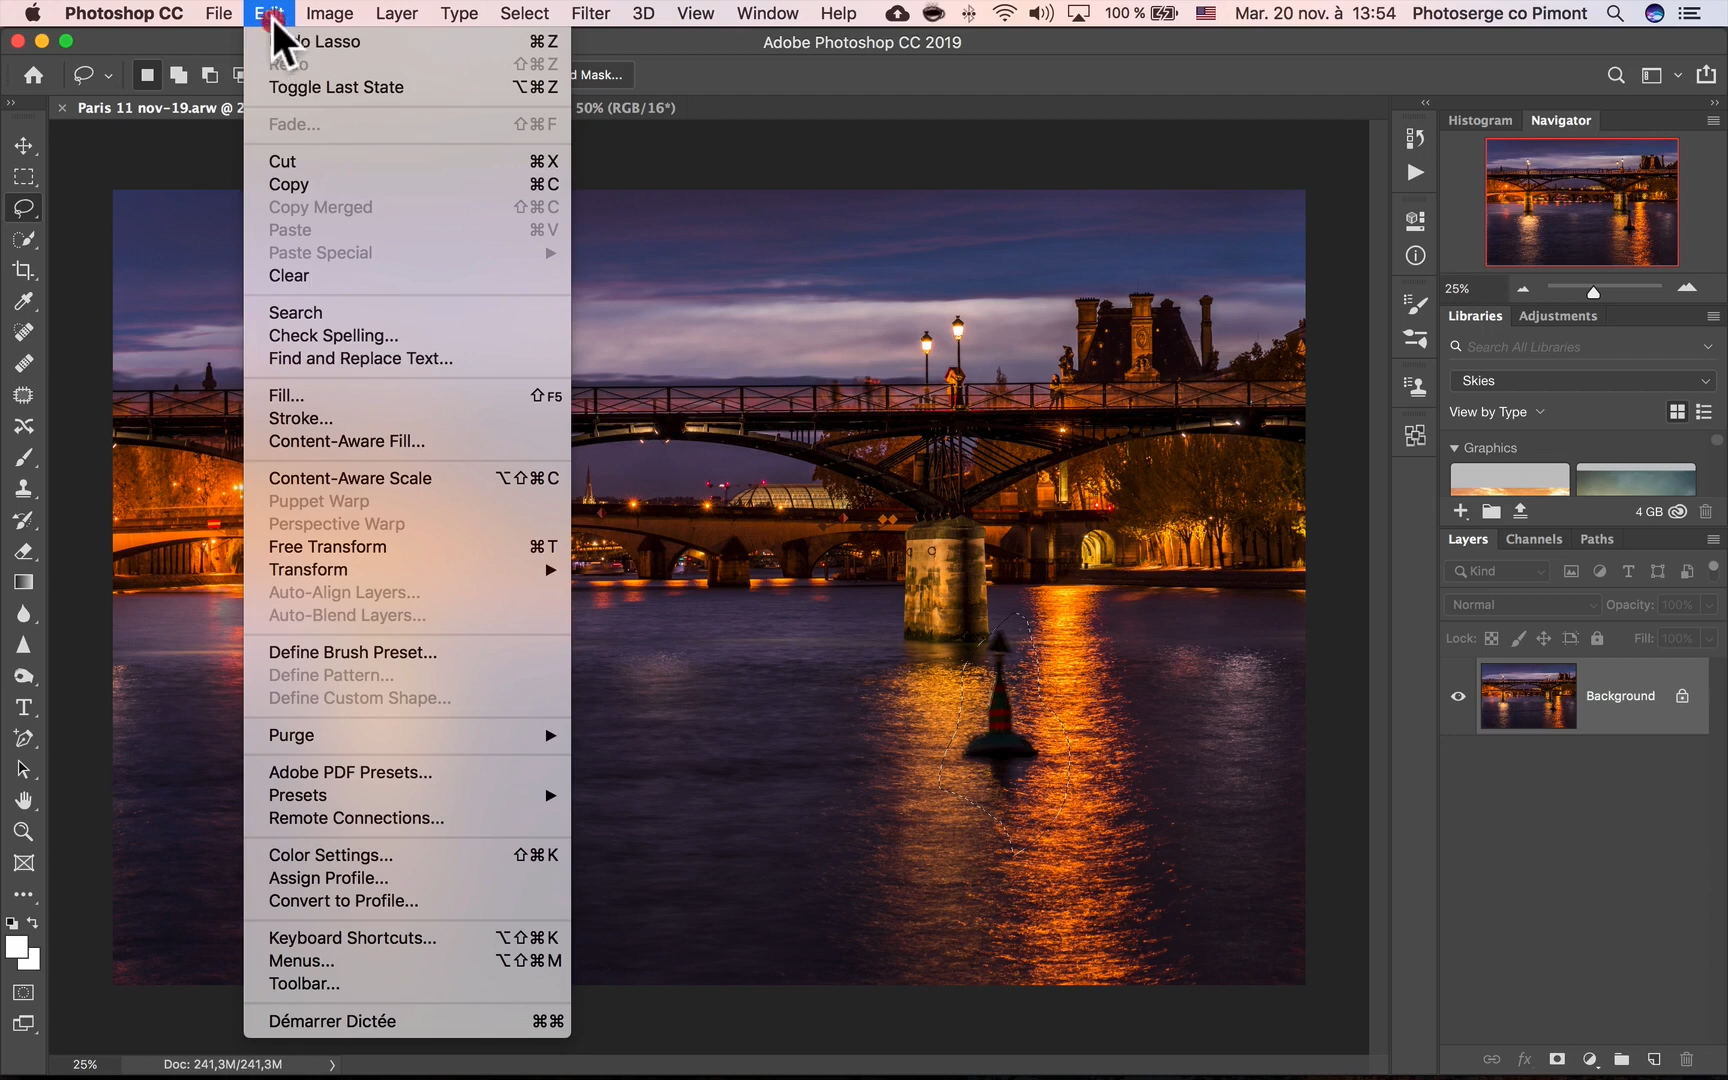 Photoshop CC File Edit Image Layer Type Select Filter 3D View Window Help 100 % Mar. 20 nov. à 13:54 Photoserge co Pimont
Adobe Photoshop CC 2019
d Mask...
Paris 11 nov-19.arw @ 2 50% (RGB/16*)
Lasso ⌘Z
⇧⌘Z
Toggle Last State ⌥⌘Z
Fade... ⇧⌘F
Cut ⌘X
Copy ⌘C
Copy Merged ⇧⌘C
Paste ⌘V
Paste Special
Clear
Search
Check Spelling...
Find and Replace Text...
Fill... ⇧F5
Stroke...
Content-Aware Fill...
Content-Aware Scale ⌥⇧⌘C
Puppet Warp
Perspective Warp
Free Transform ⌘T
Transform
Auto-Align Layers...
Auto-Blend Layers...
Define Brush Preset...
Define Pattern...
Define Custom Shape...
Purge
Adobe PDF Presets...
Presets
Remote Connections...
Color Settings... ⇧⌘K
Assign Profile...
Convert to Profile...
Keyboard Shortcuts... ⌥⇧⌘K
Menus... ⌥⇧⌘M
Toolbar...
Démarrer Dictée ⌘⌘
Histogram Navigator
25%
Libraries Adjustments
Search All Libraries
Skies
View by Type
Graphics
4 GB
Layers Channels Paths
Kind
Normal Opacity: 100%
Lock: Fill: 100%
Background
fx
25% Doc: 241,3M/241,3M